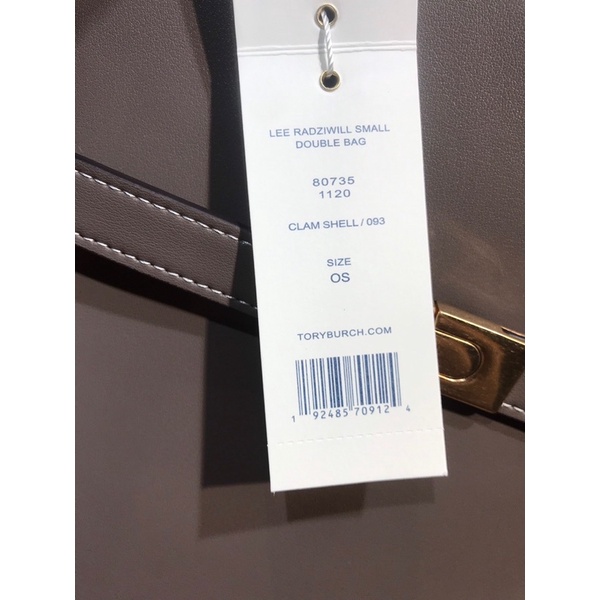 LEE RADZIWILL SMALL
DOUBLE BAG
80735
1120
CLAM SHELL / 093
SIZE
OS
TORYBURCH.COM
1 92485 70912 4